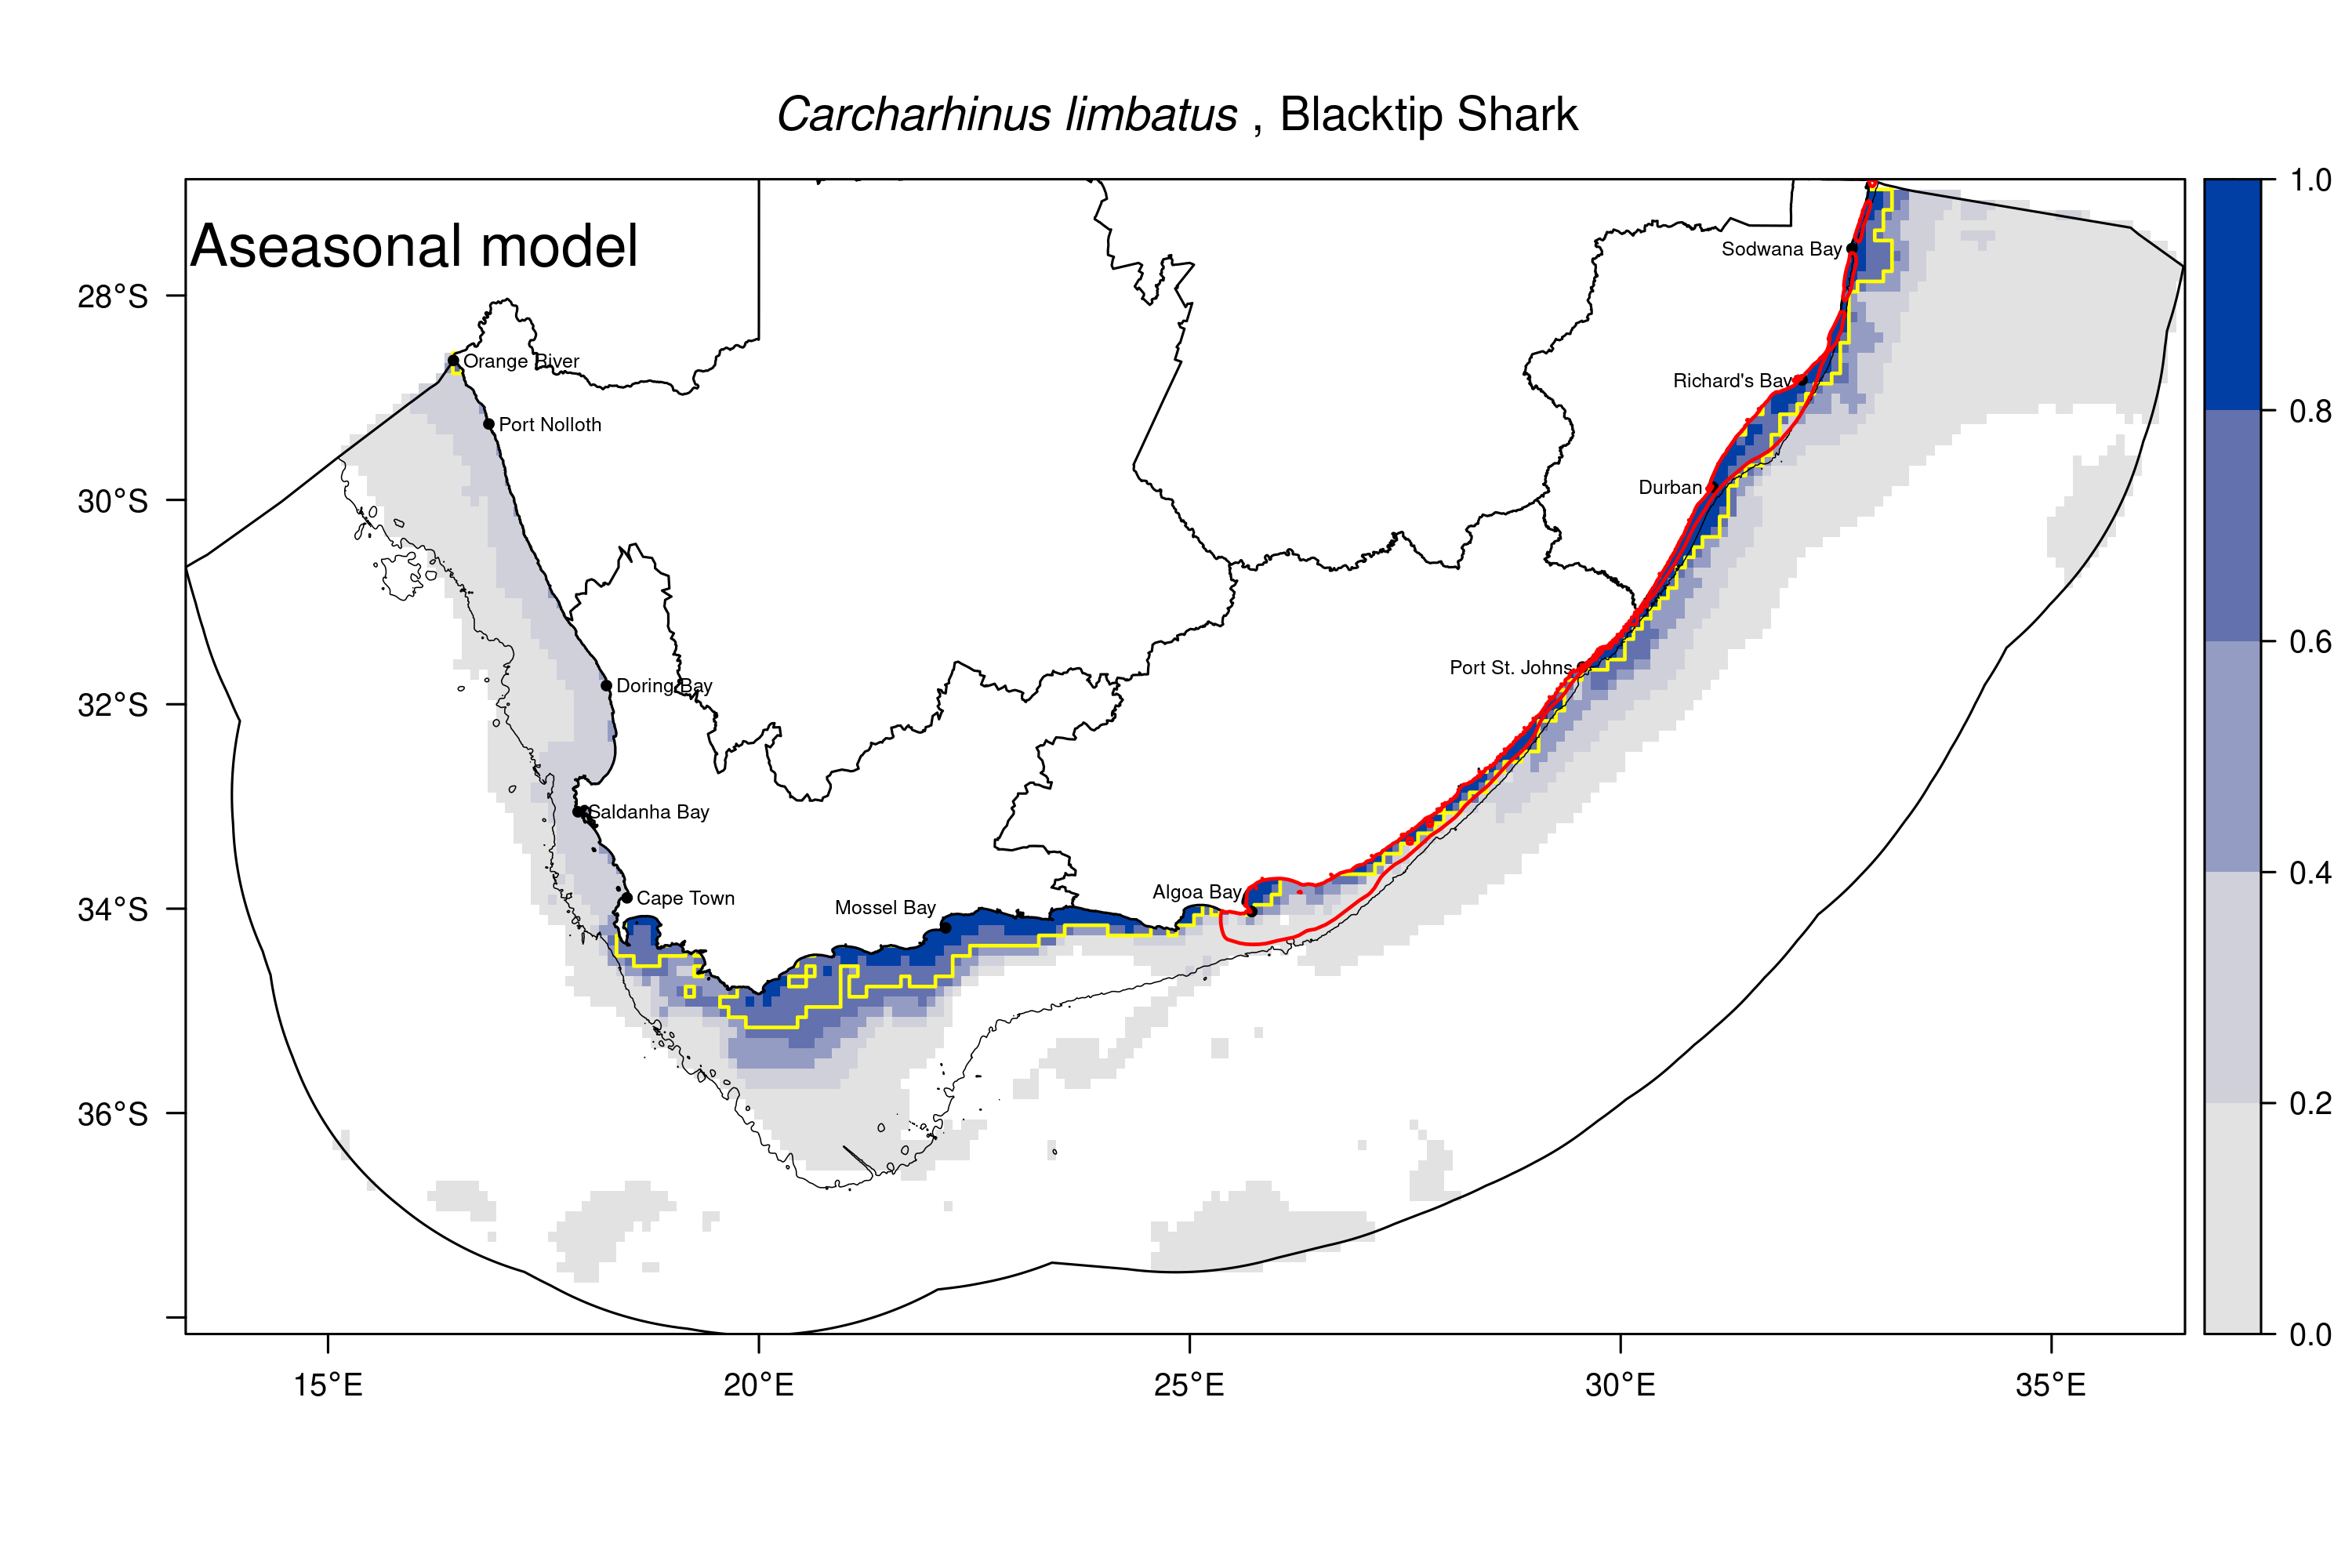 Carcharhinus limbatus , Blacktip Shark
Aseasonal model
Sodwana Bay
Orange River
Richard's Bay
Port Nolloth
Durban
Port St. Johns
Doring Bay
Saldanha Bay
Algoa Bay
Cape Town
Mossel Bay
28°S
30°S
32°S
34°S
36°S
15°E
20°E
25°E
30°E
35°E
1.0
0.8
0.6
0.4
0.2
0.0